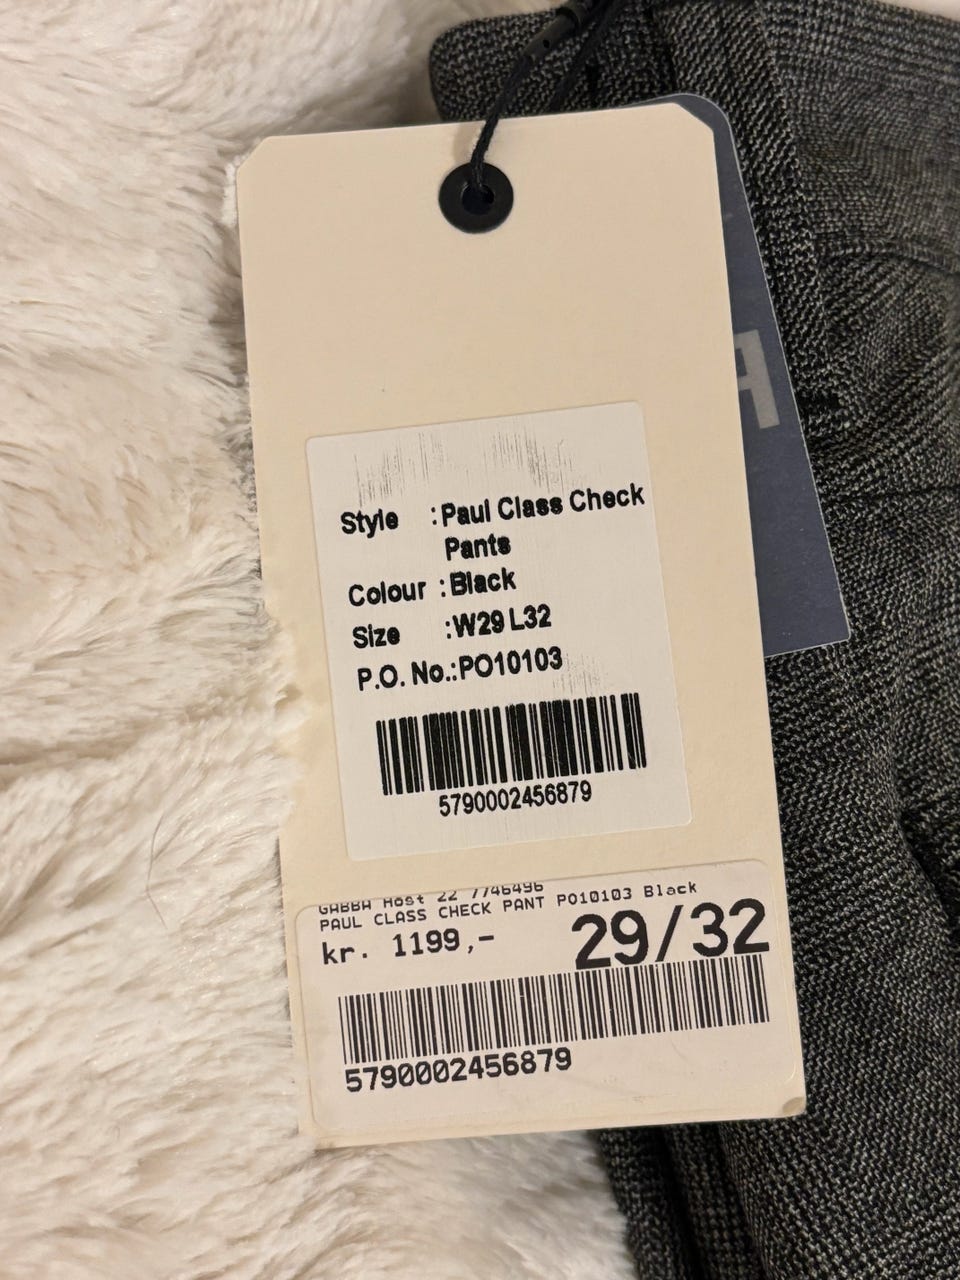 A
Style :Paul Class Check
Pants
Colour :Black
Size :W29 L32
P.O. No.:PO10103
5790002456879
GABBA Høst 22 7746496
PAUL CLASS CHECK PANT PO10103 Black
kr. 1199,-
29/32
5790002456879